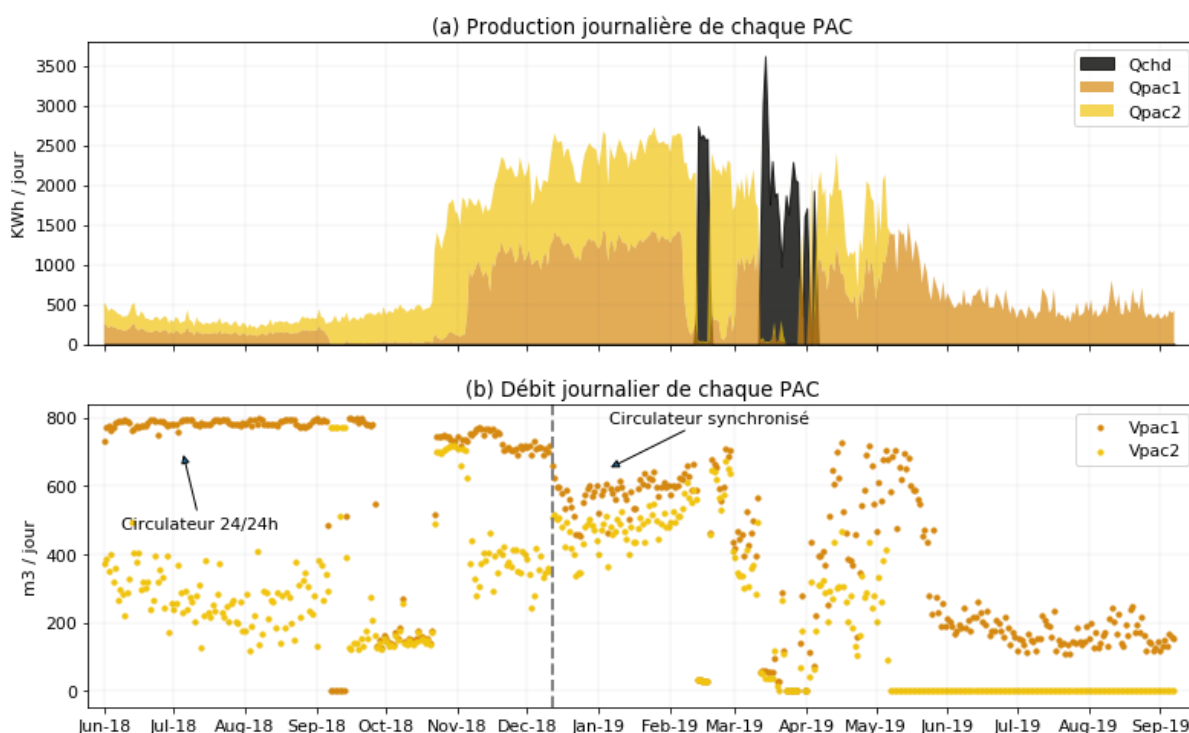 (a) Production journalière de chaque PAC
KWh / jour
3500
3000
2500
2000
1500
1000
500
0
Qchd
Qpac1
Qpac2
(b) Débit journalier de chaque PAC
m3 / jour
800
600
400
200
0
Circulateur 24/24h
Circulateur synchronisé
Vpac1
Vpac2
Jun-18 Jul-18 Aug-18 Sep-18 Oct-18 Nov-18 Dec-18 Jan-19 Feb-19 Mar-19 Apr-19 May-19 Jun-19 Jul-19 Aug-19 Sep-19